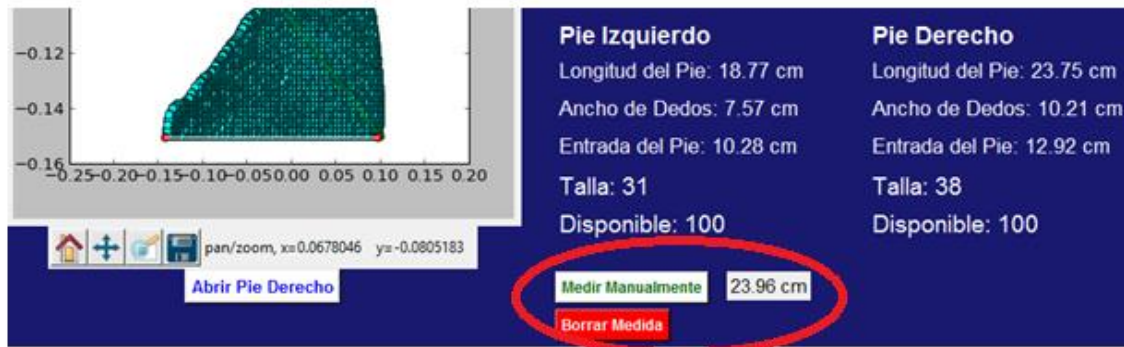 −0.12
−0.14
−0.16
−0.25−0.20−0.15−0.10−0.05 0.00 0.05 0.10 0.15 0.20
pan/zoom, x=0.0678046 y=-0.0805183
Abrir Pie Derecho
Pie Izquierdo
Longitud del Pie: 18.77 cm
Ancho de Dedos: 7.57 cm
Entrada del Pie: 10.28 cm
Talla: 31
Disponible: 100
Pie Derecho
Longitud del Pie: 23.75 cm
Ancho de Dedos: 10.21 cm
Entrada del Pie: 12.92 cm
Talla: 38
Disponible: 100
Medir Manualmente 23.96 cm
Borrar Medida